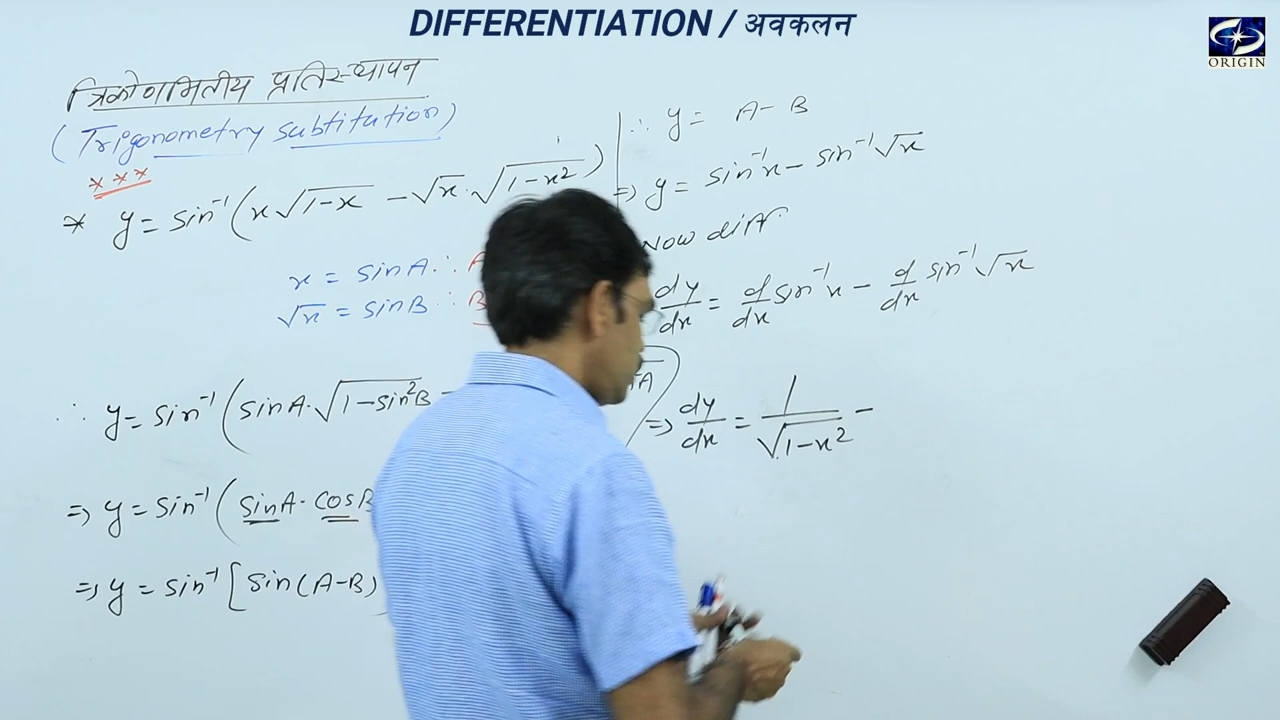 DIFFERENTIATION / अवकलन
ORIGIN
त्रिकोणमितीय प्रतिस्थापन
(Trigonometry subtitution)
***
* y = sin⁻¹(x√1-x - √x.√1-x²)
x = sinA ∴ A
√x = sinB ∴ B
∴ y = sin⁻¹(sinA.√1-sin²B -
⇒ y = sin⁻¹(sinA. cosB
⇒ y = sin⁻¹[sin(A-B)
∴ y = A - B
⇒ y = sin⁻¹x - sin⁻¹√x
Now diff
dy/dx = d/dx sin⁻¹x - d/dx sin⁻¹√x
⇒ dy/dx = 1/√1-x² -